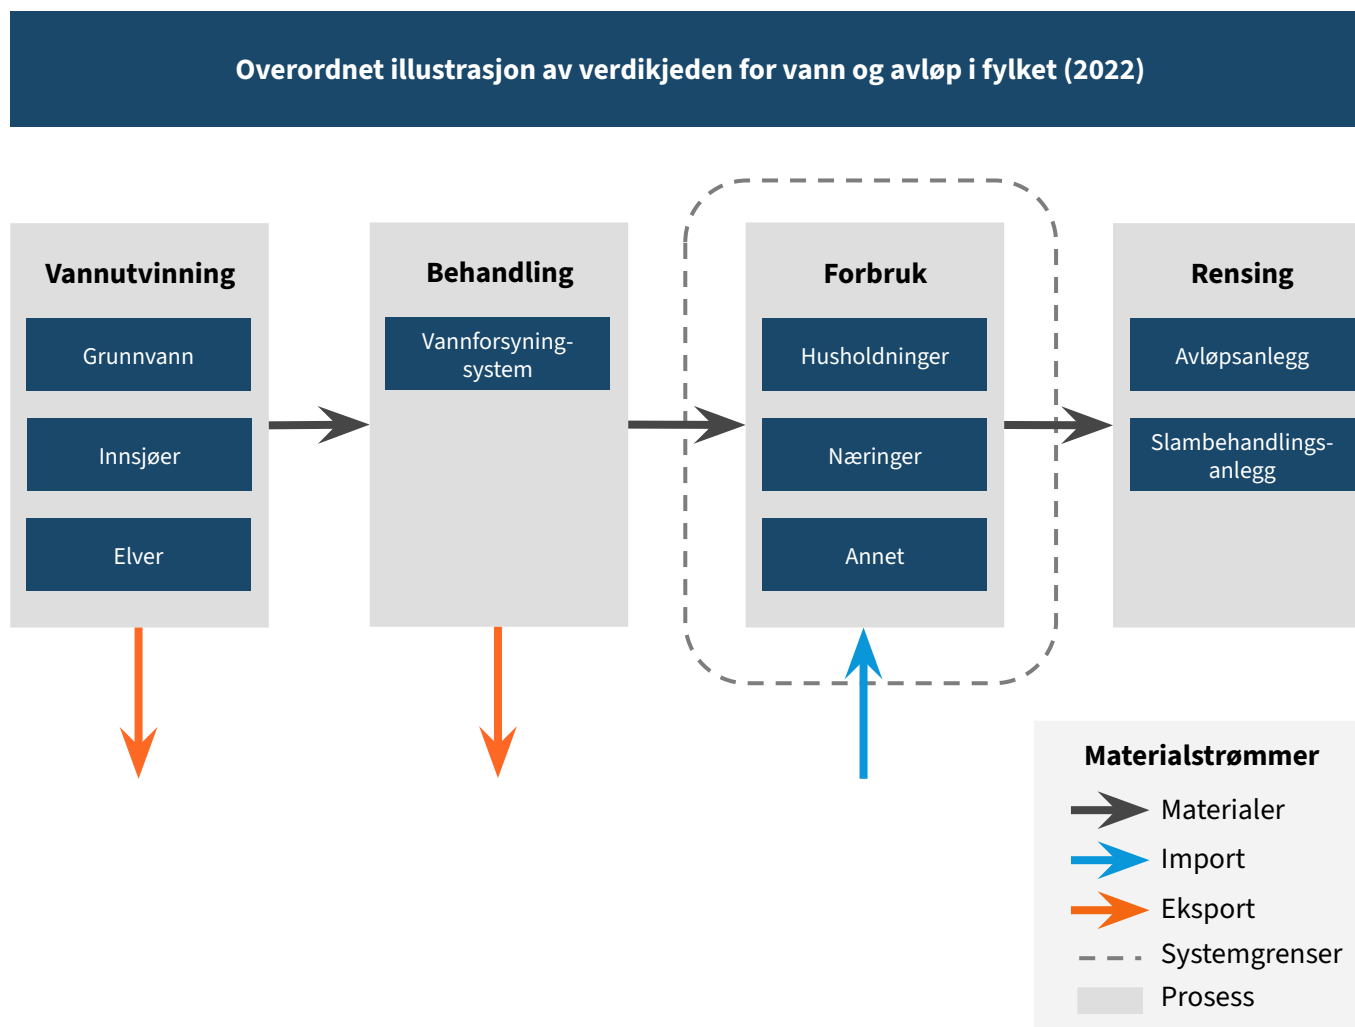 Overordnet illustrasjon av verdikjeden for vann og avløp i fylket (2022)
Vannutvinning
Grunnvann
Innsjøer
Elver
Behandling
Vannforsyning-
system
Forbruk
Husholdninger
Næringer
Annet
Rensing
Avløpsanlegg
Slambehandlings-
anlegg
Materialstrømmer
Materialer
Import
Eksport
Systemgrenser
Prosess